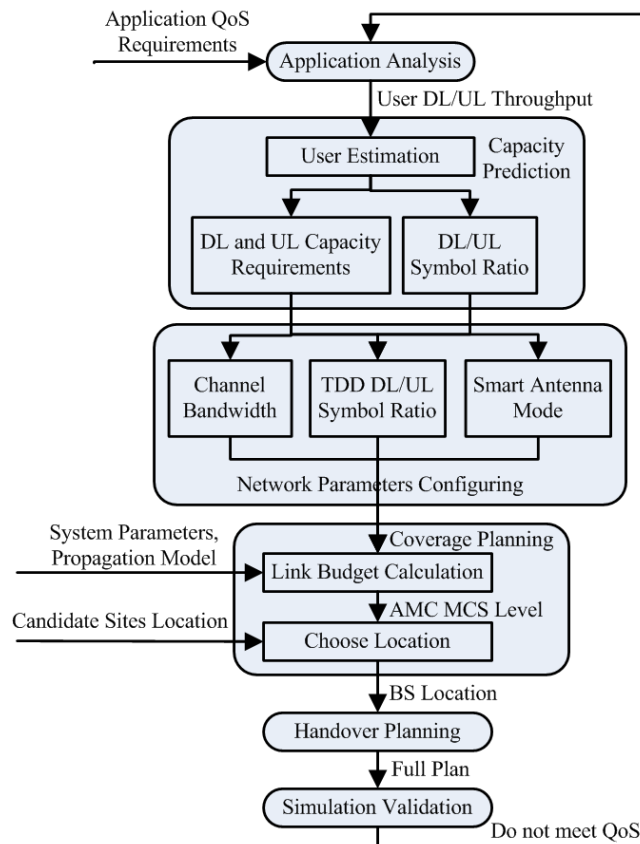 Application QoS
Requirements
Application Analysis
User DL/UL Throughput
User Estimation
Capacity
Prediction
DL and UL Capacity
Requirements
DL/UL
Symbol Ratio
Channel
Bandwidth
TDD DL/UL
Symbol Ratio
Smart Antenna
Mode
Network Parameters Configuring
System Parameters,
Propagation Model
Coverage Planning
Link Budget Calculation
AMC MCS Level
Candidate Sites Location
Choose Location
BS Location
Handover Planning
Full Plan
Simulation Validation
Do not meet QoS